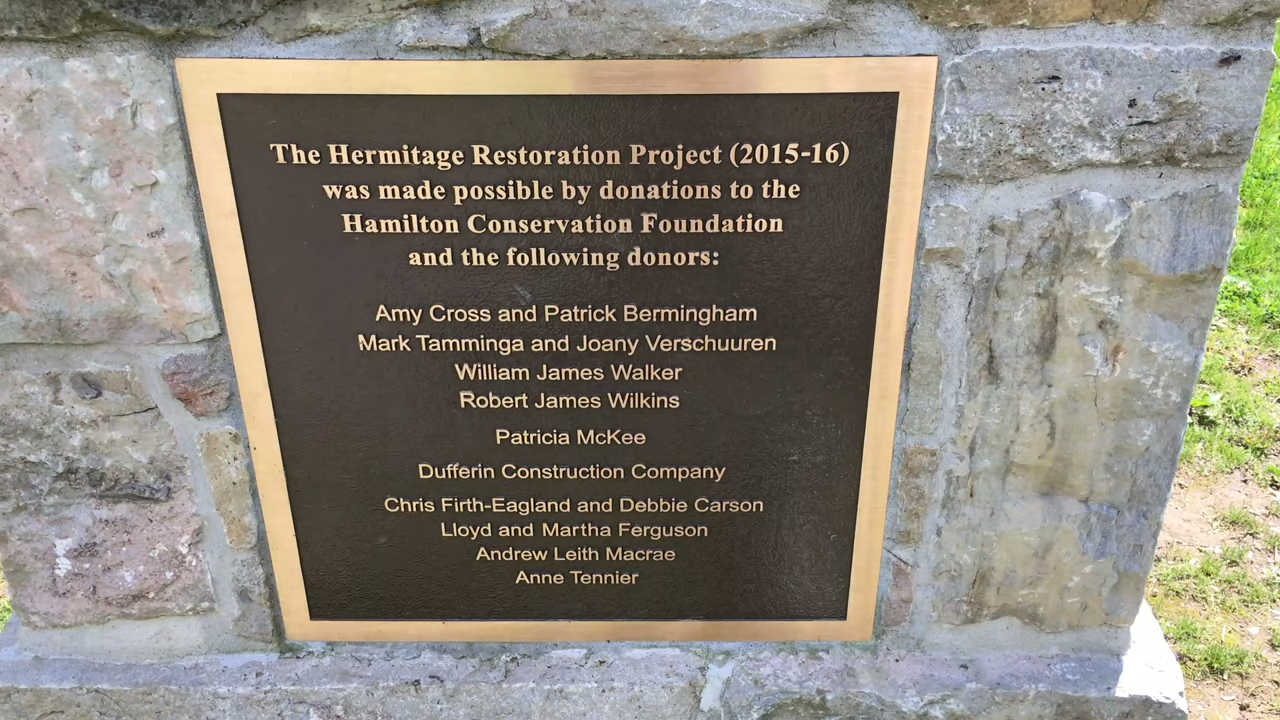 The Hermitage Restoration Project (2015-16)
was made possible by donations to the
Hamilton Conservation Foundation
and the following donors:
Amy Cross and Patrick Bermingham
Mark Tamminga and Joany Verschuuren
William James Walker
Robert James Wilkins
Patricia McKee
Dufferin Construction Company
Chris Firth-Eagland and Debbie Carson
Lloyd and Martha Ferguson
Andrew Leith Macrae
Anne Tennier